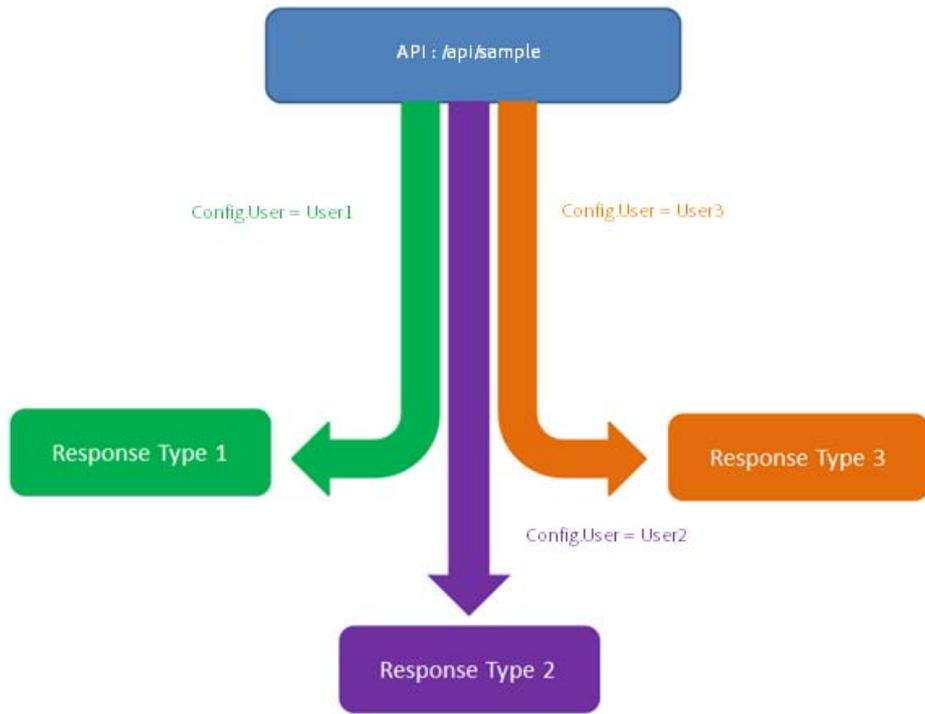 API : /api/sample
Config.User = User1
Config.User = User3
Response Type 1
Response Type 3
Config.User = User2
Response Type 2